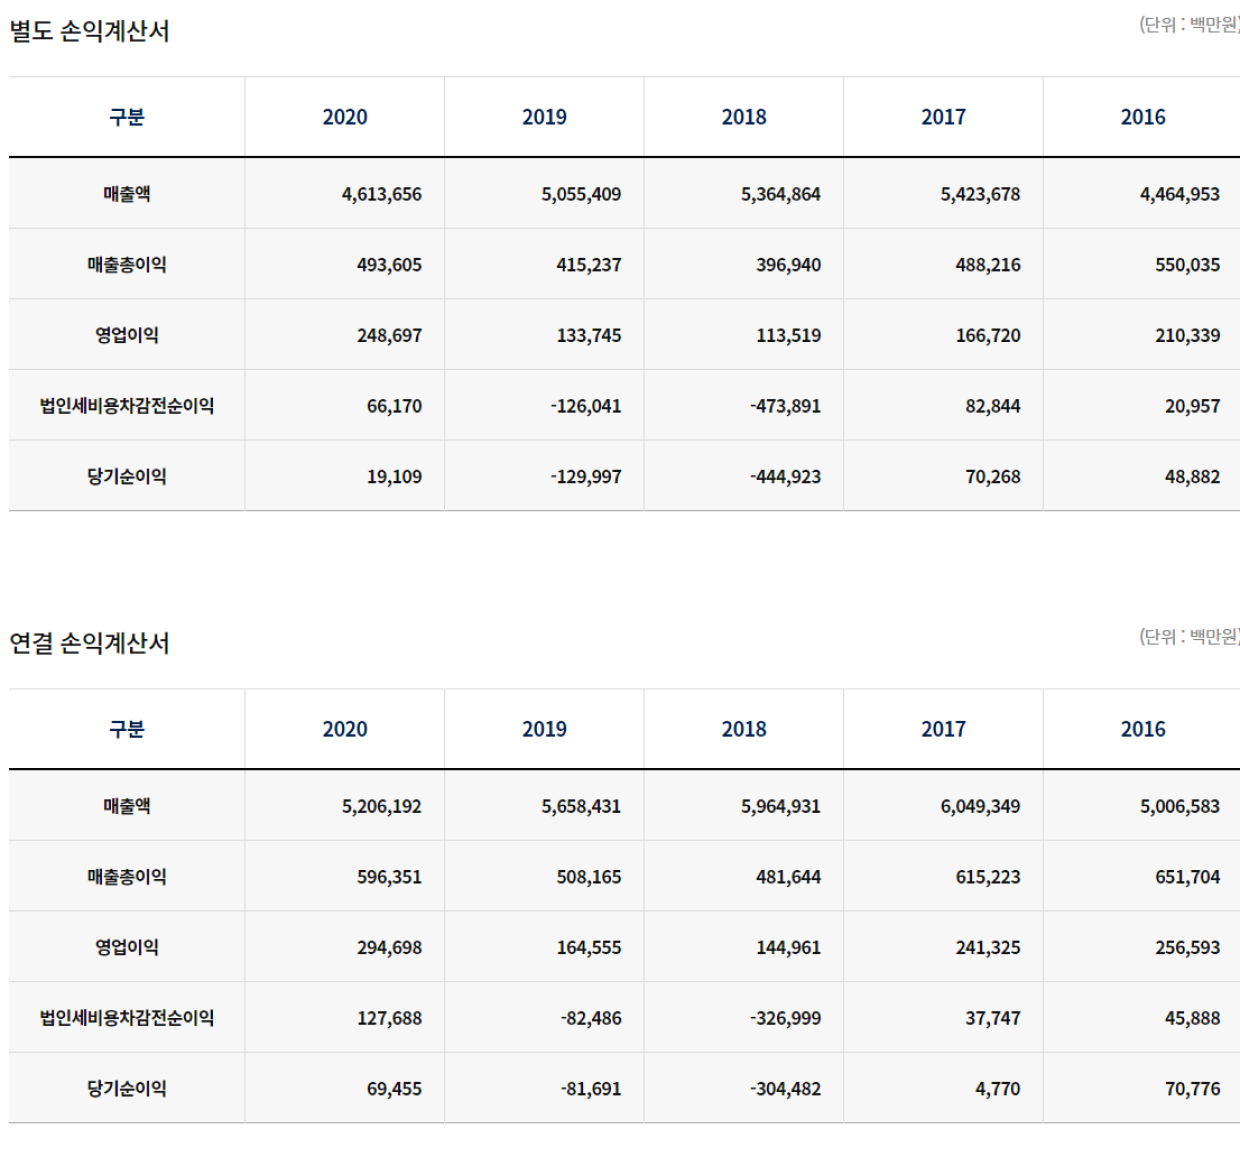 별도 손익계산서
(단위 : 백만원)
구분 2020 2019 2018 2017 2016
매출액 4,613,656 5,055,409 5,364,864 5,423,678 4,464,953
매출총이익 493,605 415,237 396,940 488,216 550,035
영업이익 248,697 133,745 113,519 166,720 210,339
법인세비용차감전순이익 66,170 -126,041 -473,891 82,844 20,957
당기순이익 19,109 -129,997 -444,923 70,268 48,882
연결 손익계산서
(단위 : 백만원)
구분 2020 2019 2018 2017 2016
매출액 5,206,192 5,658,431 5,964,931 6,049,349 5,006,583
매출총이익 596,351 508,165 481,644 615,223 651,704
영업이익 294,698 164,555 144,961 241,325 256,593
법인세비용차감전순이익 127,688 -82,486 -326,999 37,747 45,888
당기순이익 69,455 -81,691 -304,482 4,770 70,776